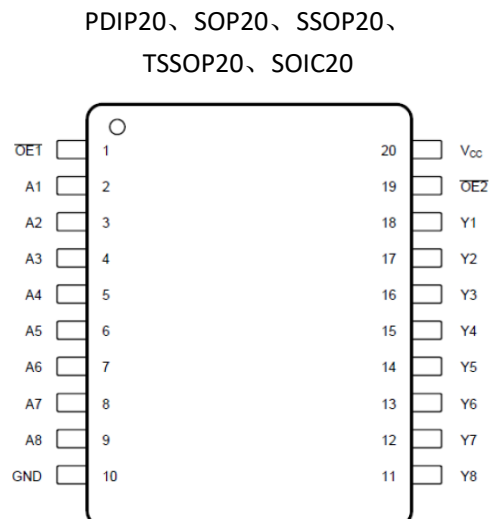 PDIP20、SOP20、SSOP20、
TSSOP20、SOIC20
O̅E̅1̅ 1 20 VCC
A1 2 19 O̅E̅2̅
A2 3 18 Y1
A3 4 17 Y2
A4 5 16 Y3
A5 6 15 Y4
A6 7 14 Y5
A7 8 13 Y6
A8 9 12 Y7
GND 10 11 Y8